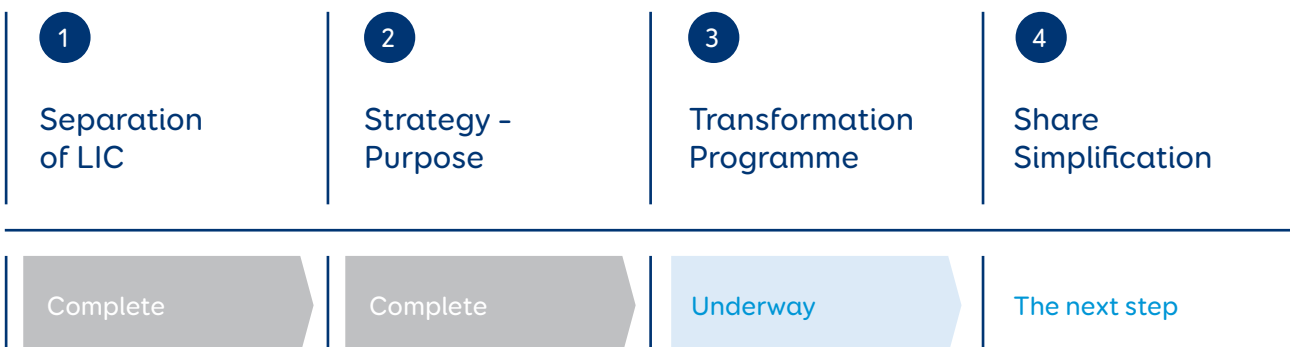 1
Separation
of LIC
2
Strategy –
Purpose
3
Transformation
Programme
4
Share
Simplification
Complete
Complete
Underway
The next step